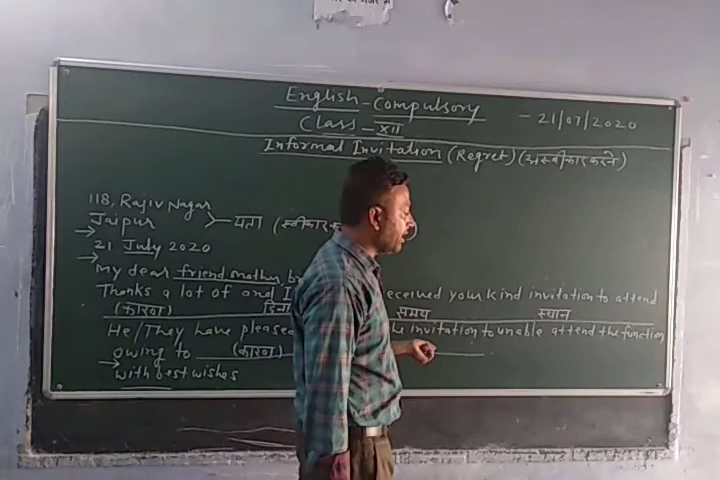 English-Compulsory
- 21/07/2020
Class - XII
Informal Invitation (Regret) (अस्वीकार करने)
118, Rajiv Nagar
Jaipur
पता (स्वीकार
21 July 2020
My dear friend mother,
Thanks a lot of and I received your kind invitation to attend
(कारण) दिनांक समय स्थान
He/They have pleased invitation to unable attend the function
owing to (कारण)
with best wishes